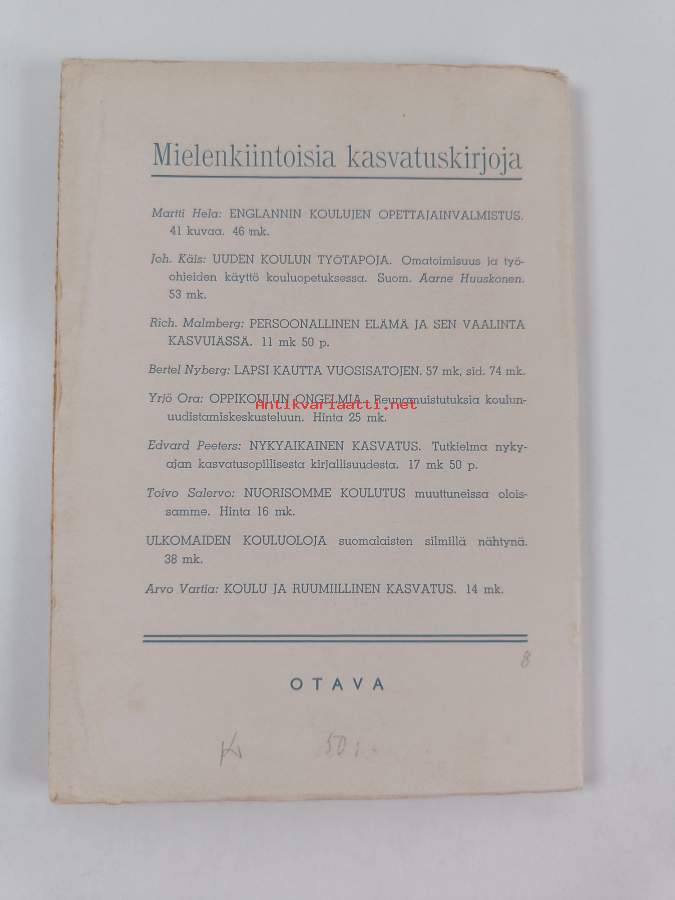 Mielenkiintoisia kasvatuskirjoja
Martti Hela: ENGLANNIN KOULUJEN OPETTAJAINVALMISTUS.
41 kuvaa. 46 mk.
Joh. Käis: UUDEN KOULUN TYÖTAPOJA. Omatoimisuus ja työ-
ohjeiden käyttö kouluopetuksessa. Suom. Aarne Huuskonen.
53 mk.
Rich. Malmberg: PERSOONALLINEN ELÄMÄ JA SEN VAALINTA
KASVUIÄSSÄ. 11 mk 50 p.
Bertel Nyberg: LAPSI KAUTTA VUOSISATOJEN. 57 mk, sid. 74 mk.
Yrjö Ora: OPPIKOULUN ONGELMIA. Reunamuistutuksia koulun-
Antikvariaatti.net
uudistamiskeskusteluun. Hinta 25 mk.
Edvard Peeters: NYKYAIKAINEN KASVATUS. Tutkielma nyky-
ajan kasvatusopillisesta kirjallisuudesta. 17 mk 50 p.
Toivo Salervo: NUORISOMME KOULUTUS muuttuneissa olois-
samme. Hinta 16 mk.
ULKOMAIDEN KOULUOLOJA suomalaisten silmillä nähtynä.
38 mk.
Arvo Vartia: KOULU JA RUUMIILLINEN KASVATUS. 14 mk.
8
OTAVA
50:-